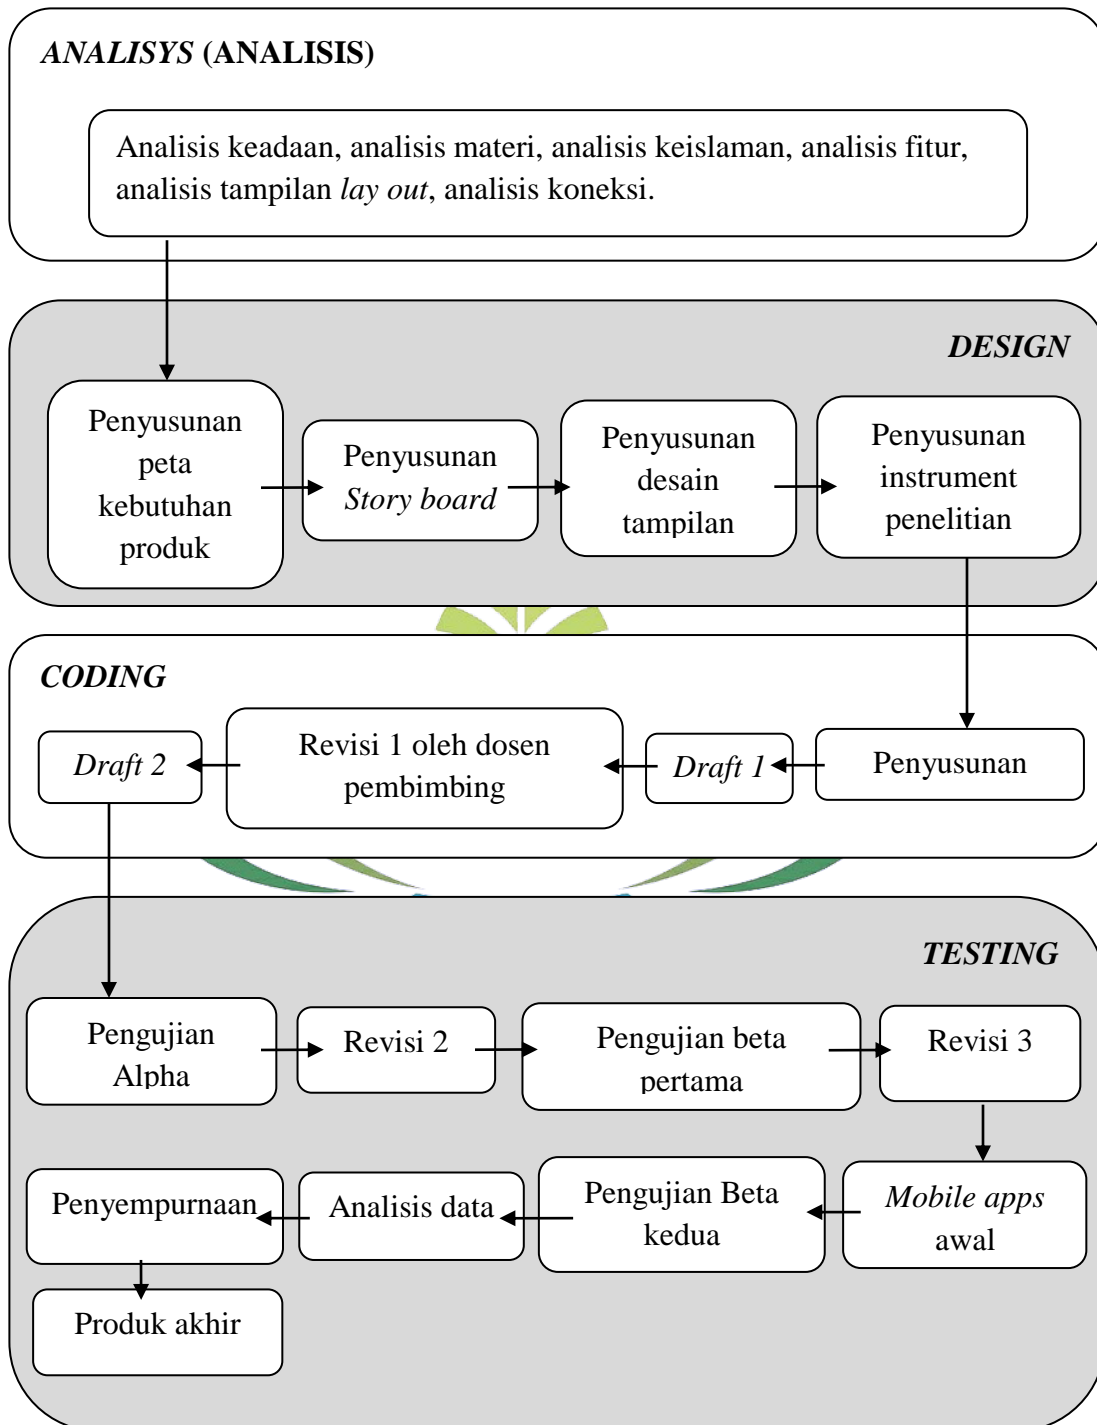 ANALISYS (ANALISIS)
Analisis keadaan, analisis materi, analisis keislaman, analisis fitur,
analisis tampilan lay out, analisis koneksi.
DESIGN
Penyusunan
peta
kebutuhan
produk
Penyusunan
Story board
Penyusunan
desain
tampilan
Penyusunan
instrument
penelitian
CODING
Penyusunan
Draft 1
Revisi 1 oleh dosen
pembimbing
Draft 2
TESTING
Pengujian
Alpha
Revisi 2
Pengujian beta
pertama
Revisi 3
Mobile apps
awal
Pengujian Beta
kedua
Analisis data
Penyempurnaan
Produk akhir